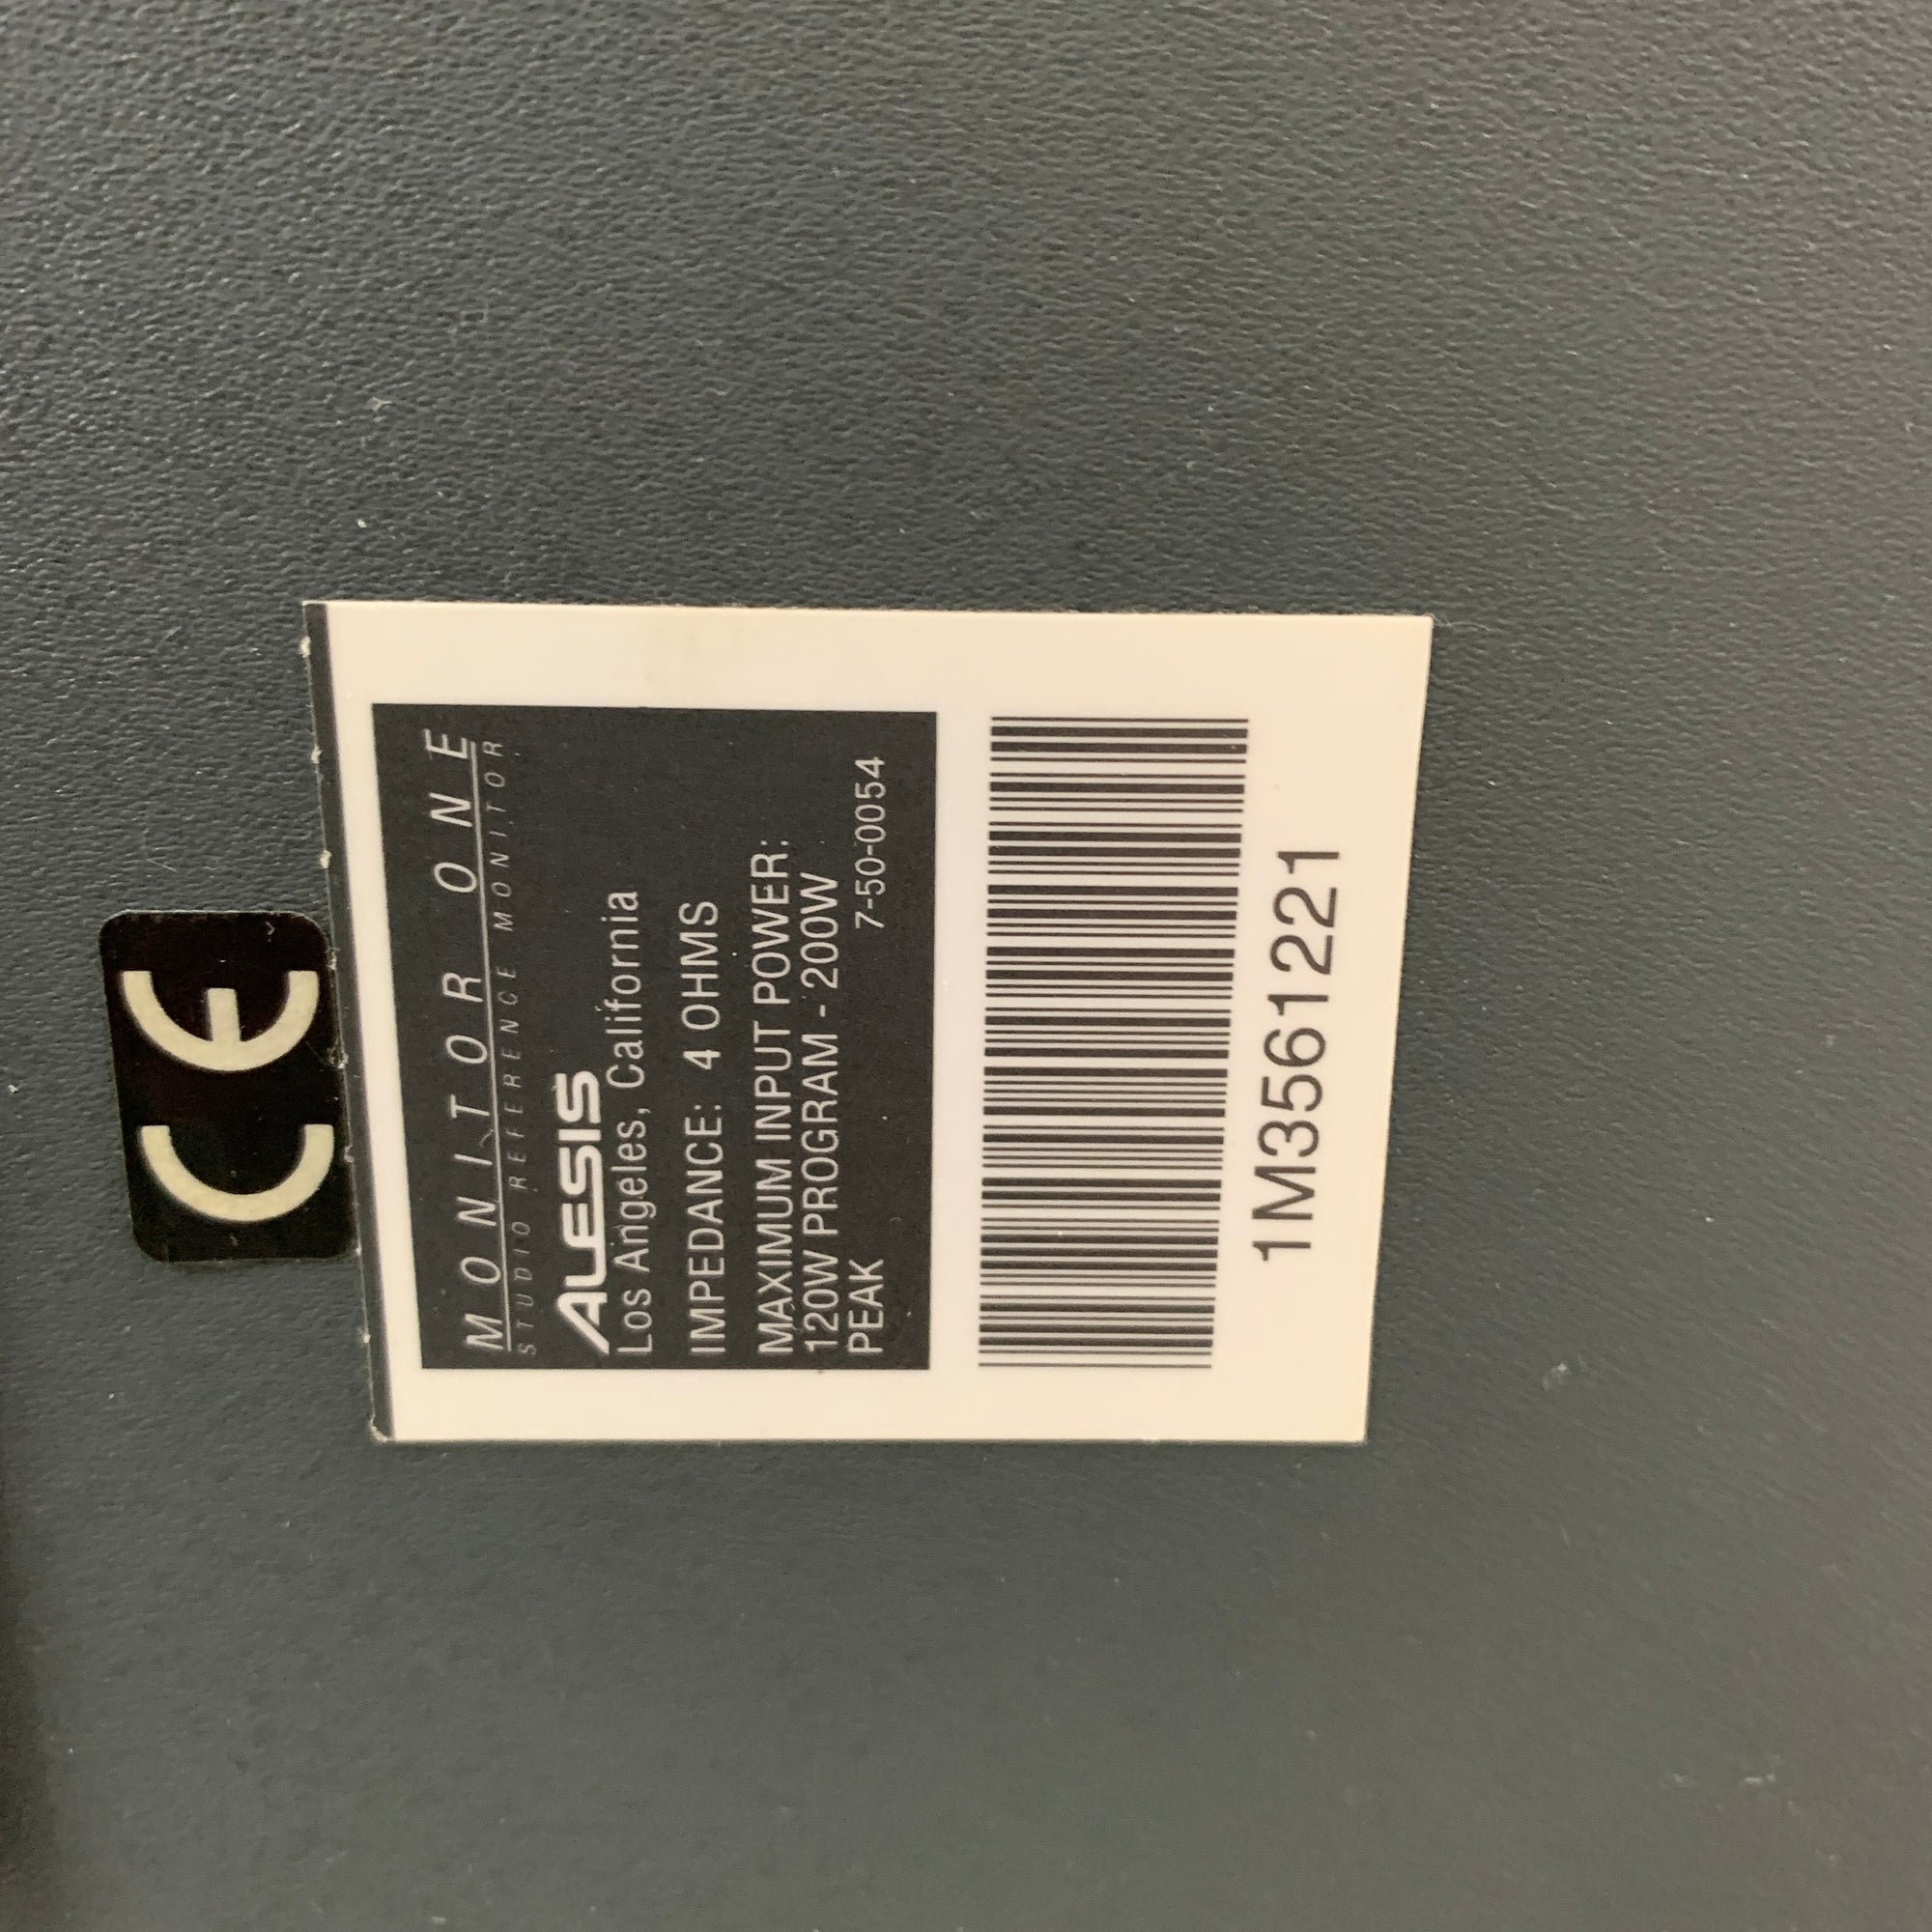 CE
MONITOR ONE
STUDIO REFERENCE MONITOR
ALESIS
Los Angeles, California
IMPEDANCE: 4 OHMS
MAXIMUM INPUT POWER:
120W PROGRAM - 200W
PEAK 7-50-0054
1M3561221